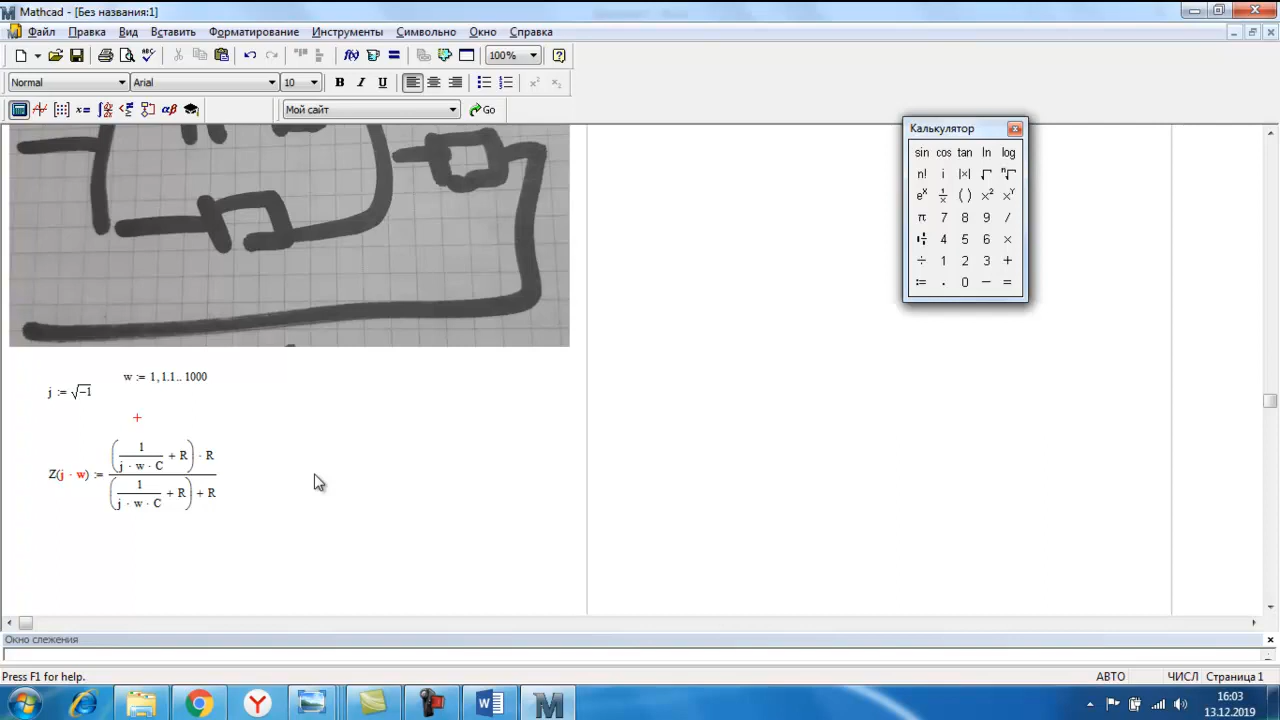 Mathcad - [Без названия:1]
Файл Правка Вид Вставить Форматирование Инструменты Символьно Окно Справка
100%
Normal Arial 10 B I U
Мой сайт Go
Калькулятор
sin cos tan ln log
n! i |×| √ ⁿ√
eˣ 1/x ( ) ×² ×ʸ
π 7 8 9 /
4 5 6 ×
÷ 1 2 3 +
:= . 0 − =
w := 1, 1.1 .. 1000
j := √−1
Z(j · w) := ((1/(j · w · C) + R) · R)/((1/(j · w · C) + R) + R)
Окно слежения
Press F1 for help. АВТО ЧИСЛ Страница 1
16:03
13.12.2019